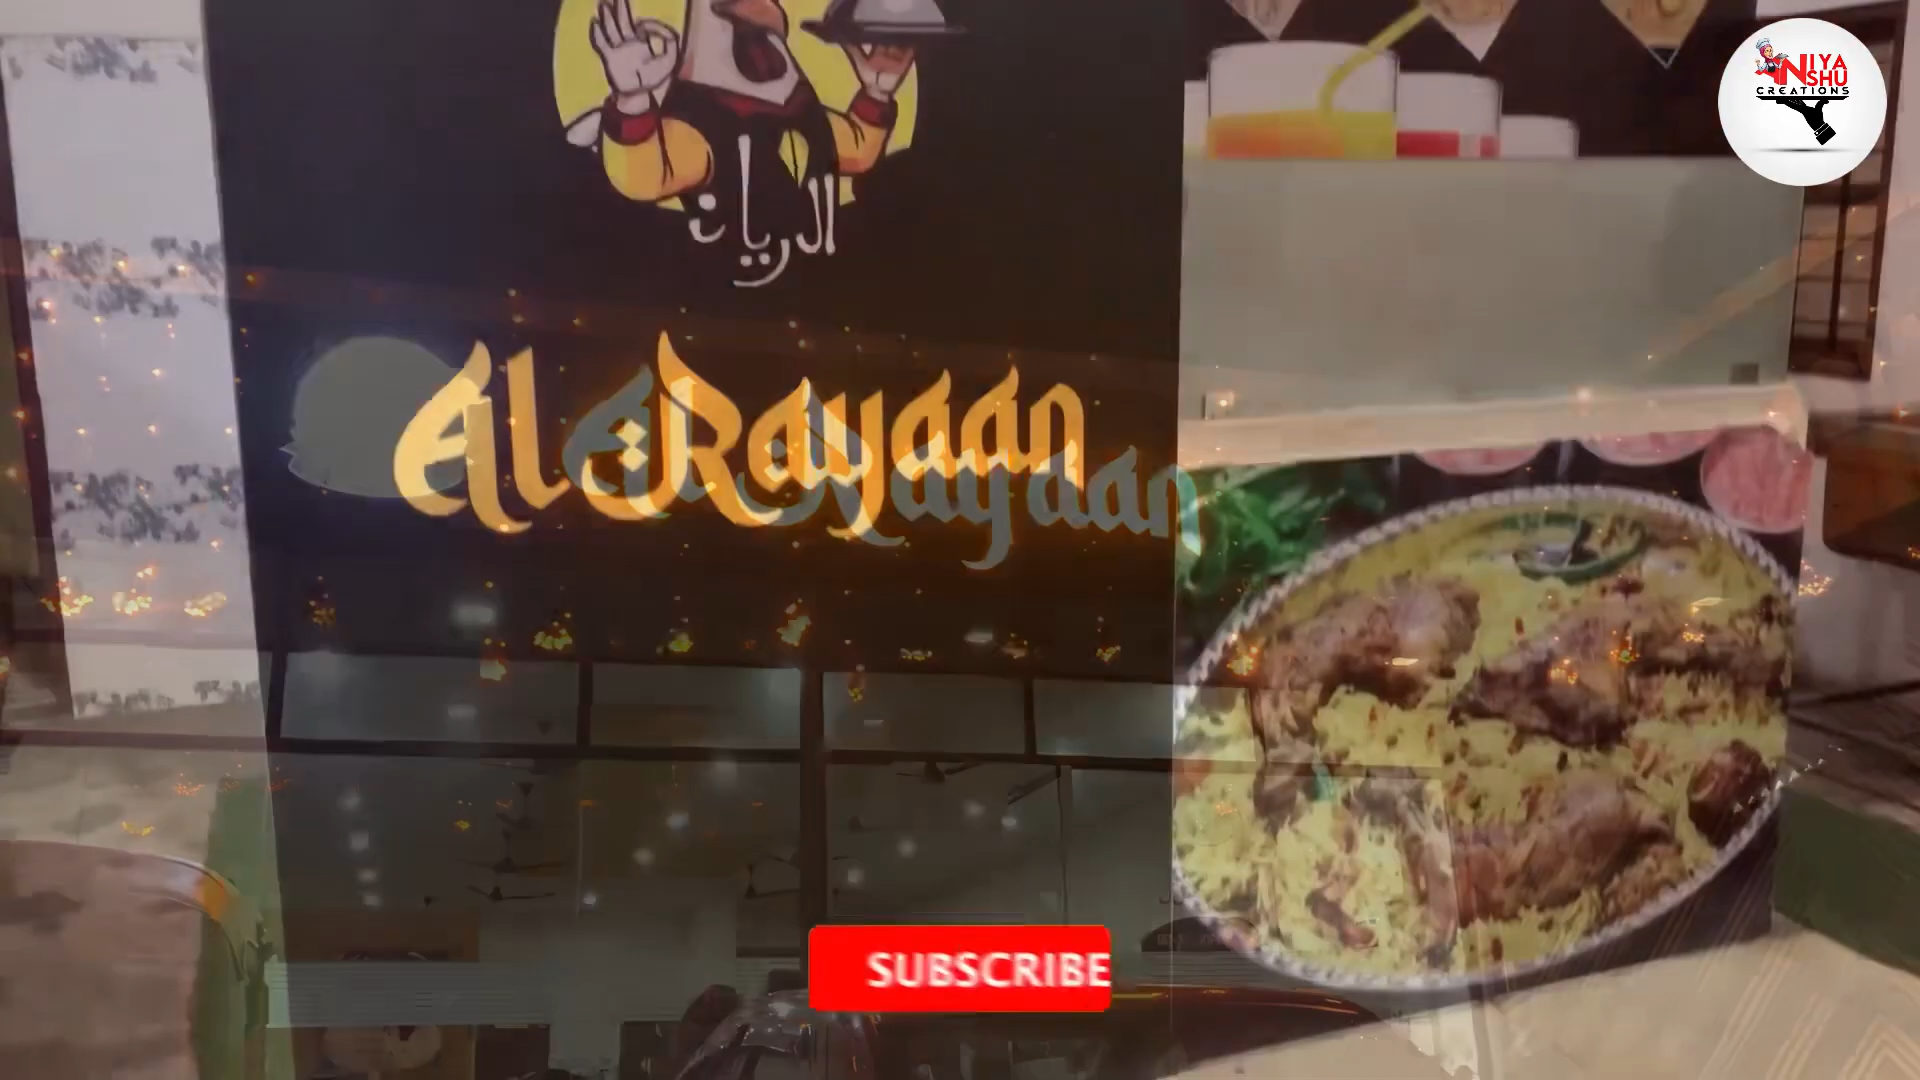 NIYA
SHU
CREATIONS
الريان
Al-Rayaan
SUBSCRIBE